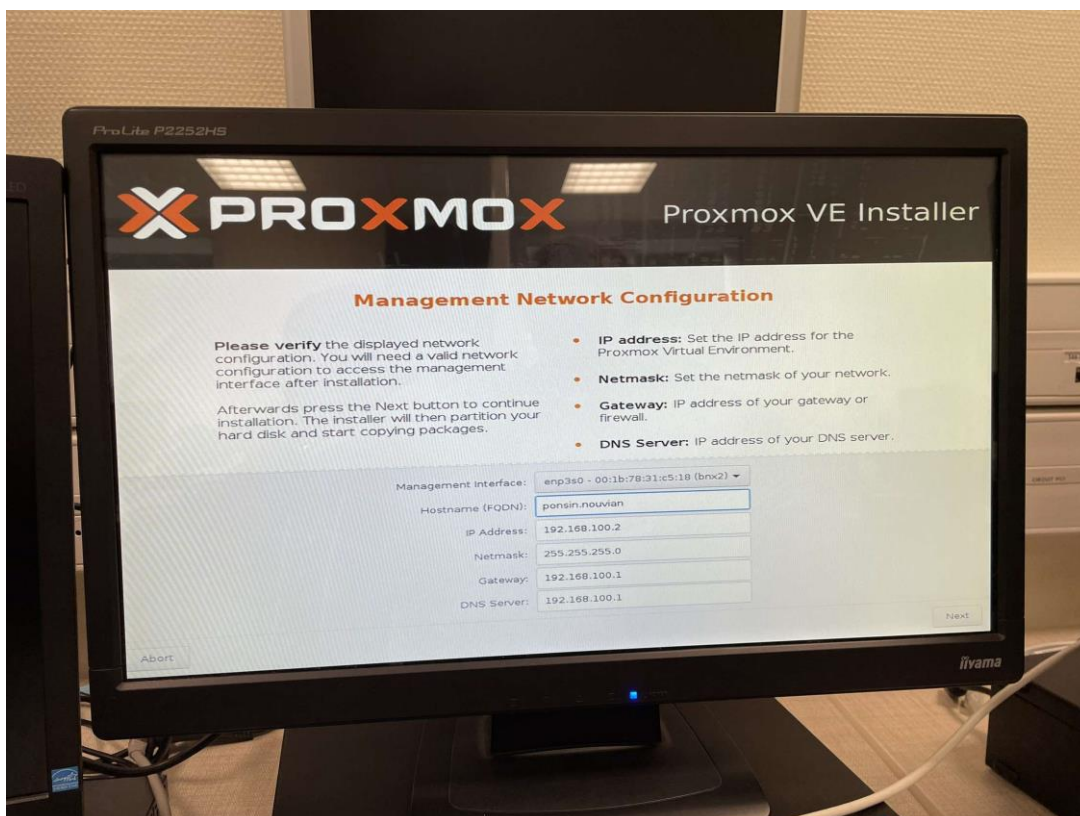 ProLite P2252HS
PROXMOX
Proxmox VE Installer
Management Network Configuration
Please verify the displayed network
configuration. You will need a valid network
configuration to access the management
interface after installation.
Afterwards press the Next button to continue
installation. The installer will then partition your
hard disk and start copying packages.
• IP address: Set the IP address for the
Proxmox Virtual Environment.
• Netmask: Set the netmask of your network.
• Gateway: IP address of your gateway or
firewall.
• DNS Server: IP address of your DNS server.
Management Interface: enp3s0 - 00:1b:78:31:c5:18 (bnx2)
Hostname (FQDN): ponsin.nouvian
IP Address: 192.168.100.2
Netmask: 255.255.255.0
Gateway: 192.168.100.1
DNS Server: 192.168.100.1
Abort
Next
iiyama